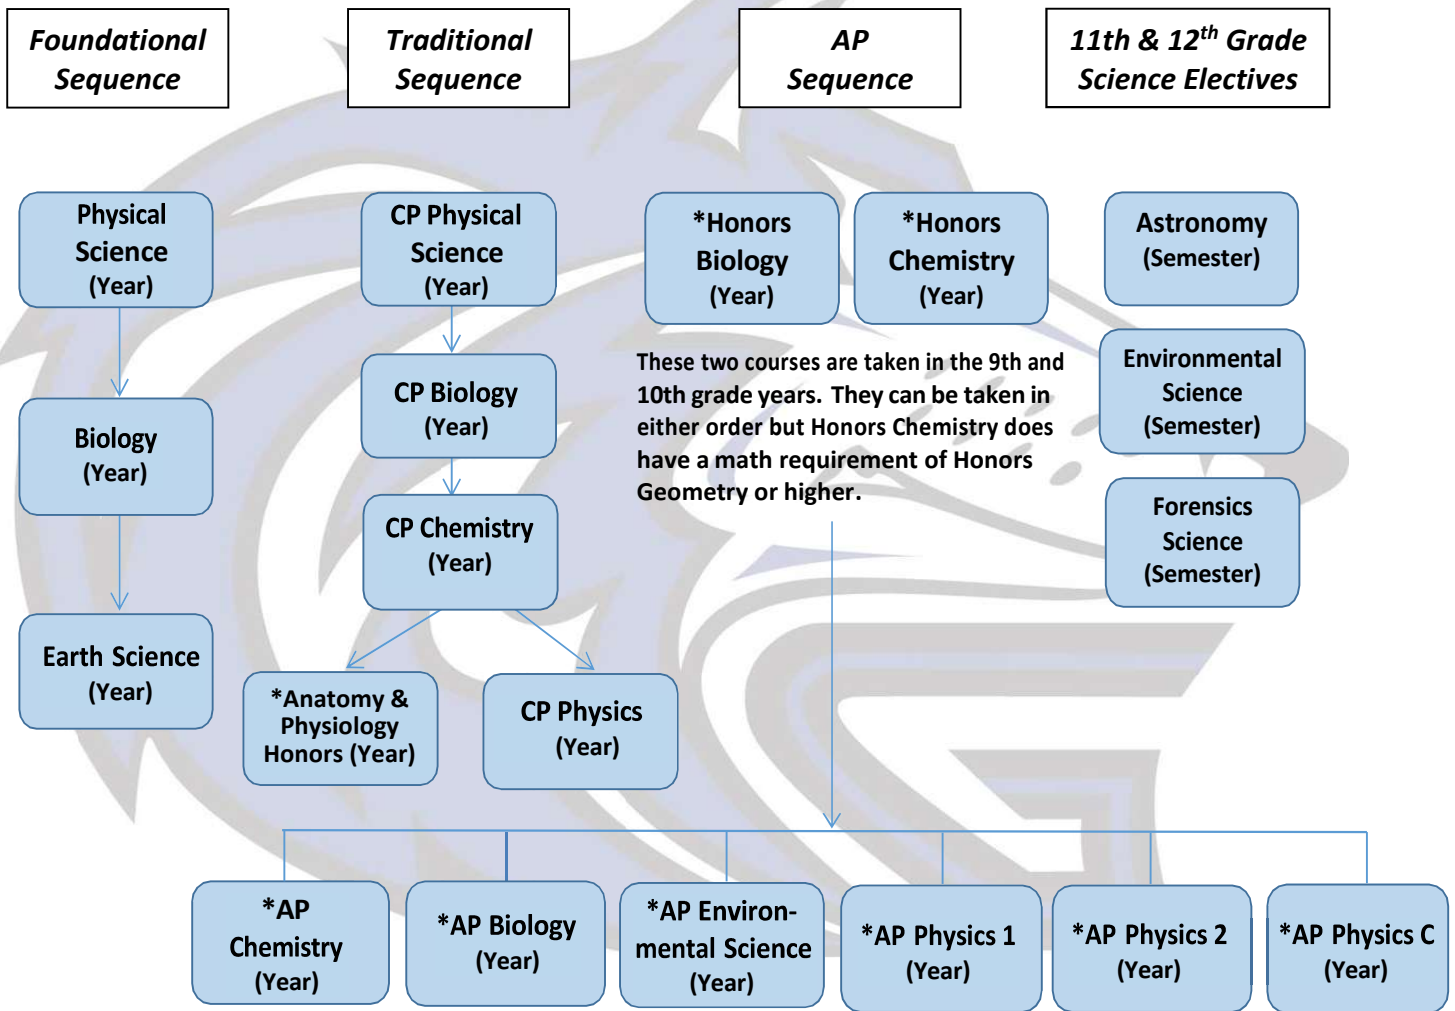 Foundational
Sequence
Traditional
Sequence
AP
Sequence
11th & 12th Grade
Science Electives
Physical
Science
(Year)
Biology
(Year)
Earth Science
(Year)
CP Physical
Science
(Year)
CP Biology
(Year)
CP Chemistry
(Year)
*Anatomy &
Physiology
Honors (Year)
CP Physics
(Year)
*Honors
Biology
(Year)
*Honors
Chemistry
(Year)
These two courses are taken in the 9th and
10th grade years. They can be taken in
either order but Honors Chemistry does
have a math requirement of Honors
Geometry or higher.
*AP
Chemistry
(Year)
*AP Biology
(Year)
*AP Environ-
mental Science
(Year)
*AP Physics 1
(Year)
*AP Physics 2
(Year)
*AP Physics C
(Year)
Astronomy
(Semester)
Environmental
Science
(Semester)
Forensics
Science
(Semester)
G